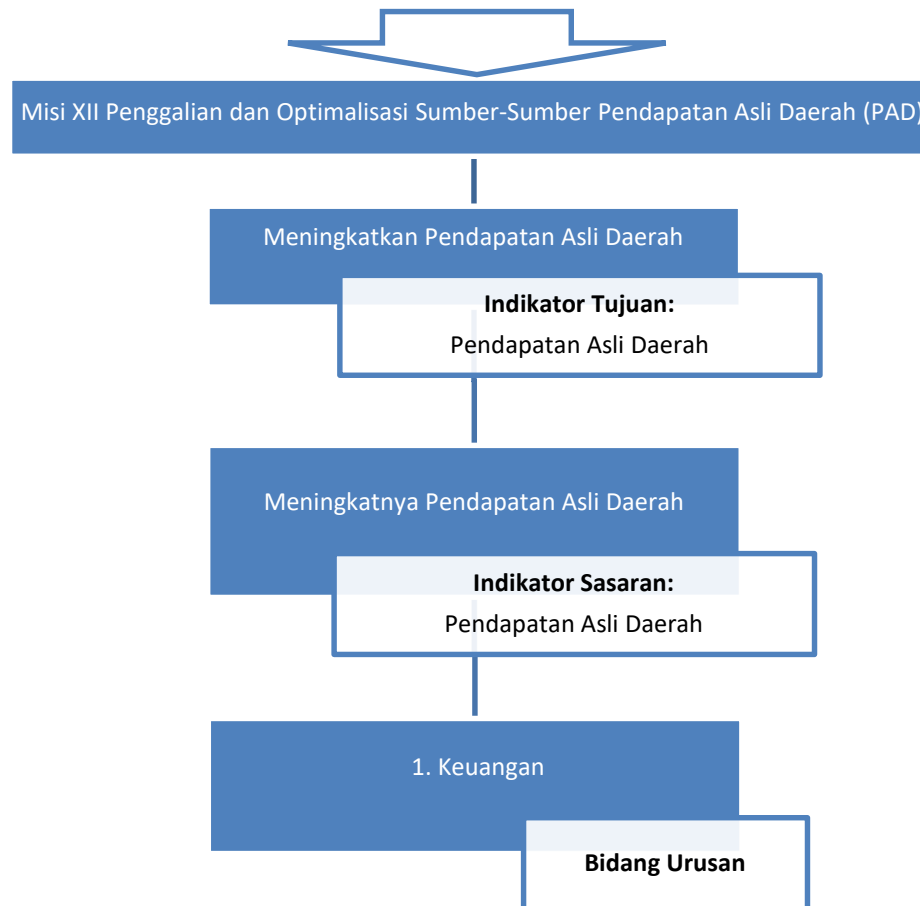 Misi XII Penggalian dan Optimalisasi Sumber-Sumber Pendapatan Asli Daerah (PAD)
Meningkatkan Pendapatan Asli Daerah
Indikator Tujuan:
Pendapatan Asli Daerah
Meningkatnya Pendapatan Asli Daerah
Indikator Sasaran:
Pendapatan Asli Daerah
1. Keuangan
Bidang Urusan